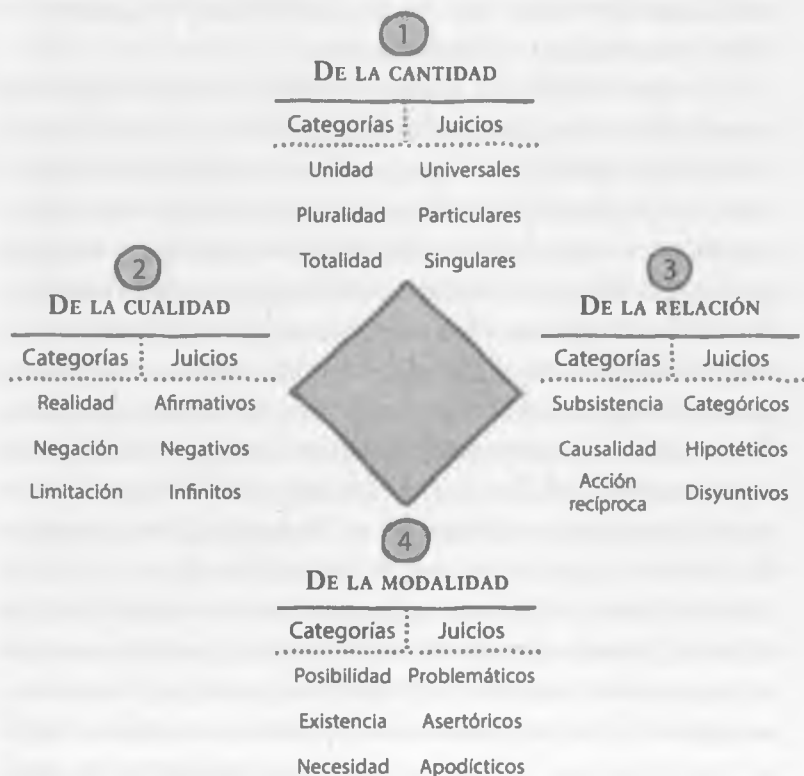 1
DE LA CANTIDAD
Categorías Juicios
Unidad Universales
Pluralidad Particulares
Totalidad Singulares
2
DE LA CUALIDAD
Categorías Juicios
Realidad Afirmativos
Negación Negativos
Limitación Infinitos
3
DE LA RELACIÓN
Categorías Juicios
Subsistencia Categóricos
Causalidad Hipotéticos
Acción
recíproca Disyuntivos
4
DE LA MODALIDAD
Categorías Juicios
Posibilidad Problemáticos
Existencia Asertóricos
Necesidad Apodícticos